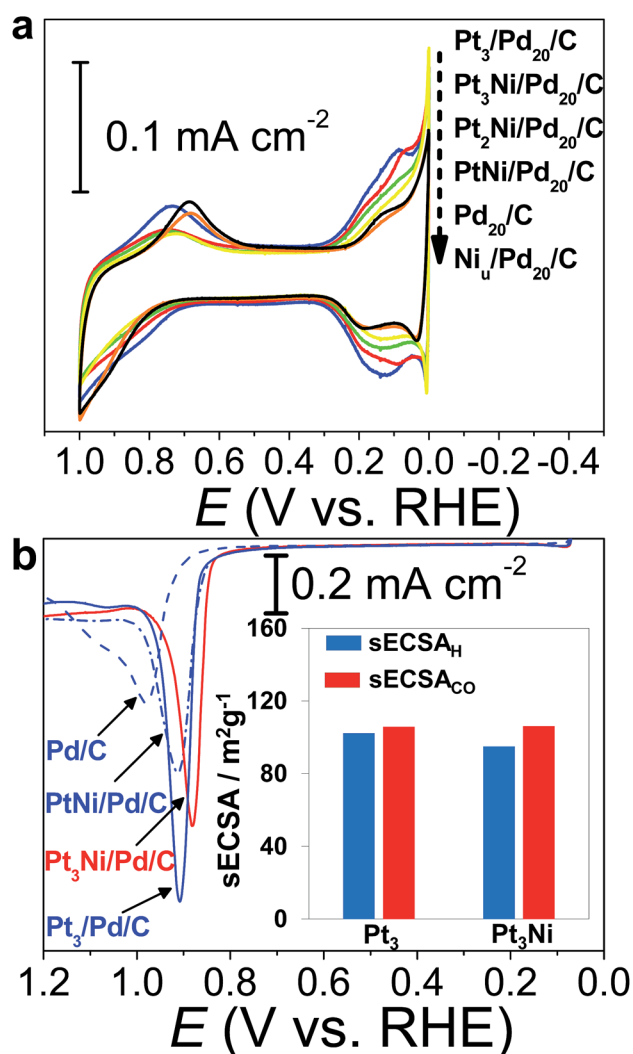 a
0.1 mA cm⁻²
Pt₃/Pd₂₀/C
Pt₃Ni/Pd₂₀/C
Pt₂Ni/Pd₂₀/C
PtNi/Pd₂₀/C
Pd₂₀/C
Niᵤ/Pd₂₀/C
1.0 0.8 0.6 0.4 0.2 0.0 -0.2 -0.4
E (V vs. RHE)
b
0.2 mA cm⁻²
Pd/C
PtNi/Pd/C
Pt₃Ni/Pd/C
Pt₃/Pd/C
sECSA / m²g⁻¹
160
120
80
40
0
sECSA_H
sECSA_CO
Pt₃ Pt₃Ni
1.2 1.0 0.8 0.6 0.4 0.2 0.0
E (V vs. RHE)